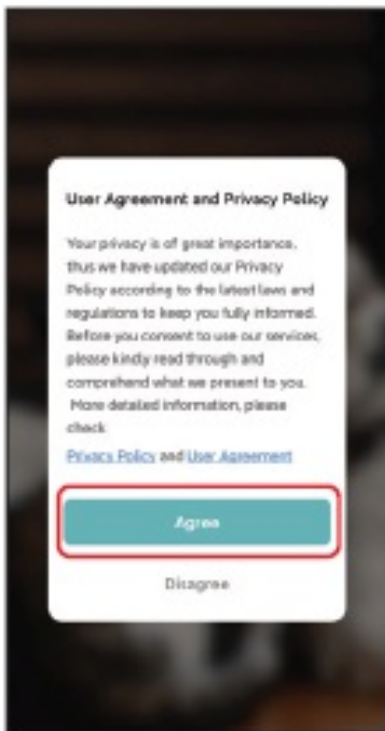 User Agreement and Privacy Policy
Your privacy is of great importance,
thus we have updated our Privacy
Policy according to the latest laws and
regulations to keep you fully informed.
Before you consent to use our services,
please kindly read through and
comprehend what we present to you.
More detailed information, please
check
Privacy Policy and User Agreement
Agree
Disagree